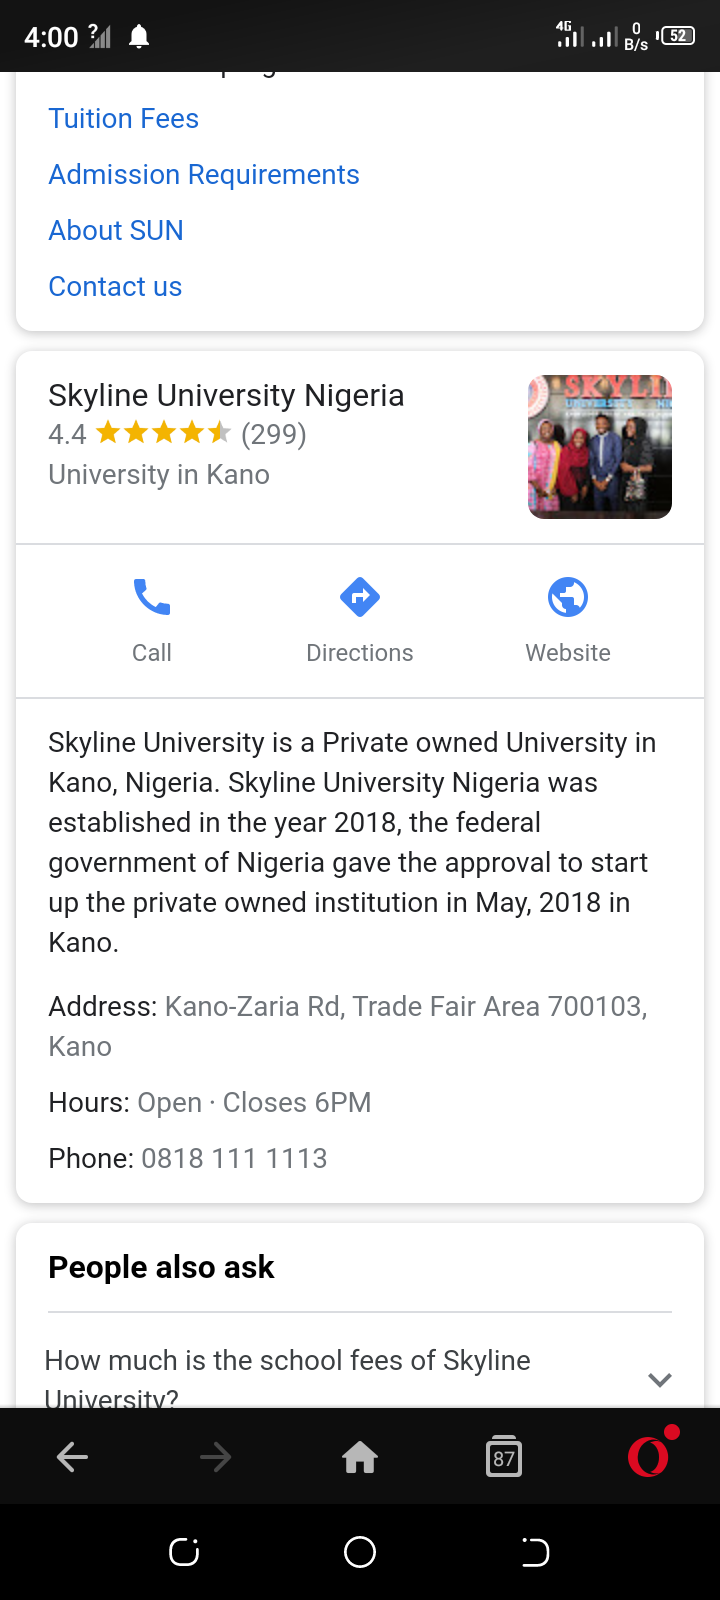 4:00
?
4G
0
B/s
52
Tuition Fees
Admission Requirements
About SUN
Contact us
Skyline University Nigeria
4.4 (299)
University in Kano
SKYLI
Call
Directions
Website
Skyline University is a Private owned University in
Kano, Nigeria. Skyline University Nigeria was
established in the year 2018, the federal
government of Nigeria gave the approval to start
up the private owned institution in May, 2018 in
Kano.
Address: Kano-Zaria Rd, Trade Fair Area 700103,
Kano
Hours: Open · Closes 6PM
Phone: 0818 111 1113
People also ask
How much is the school fees of Skyline
University?
87